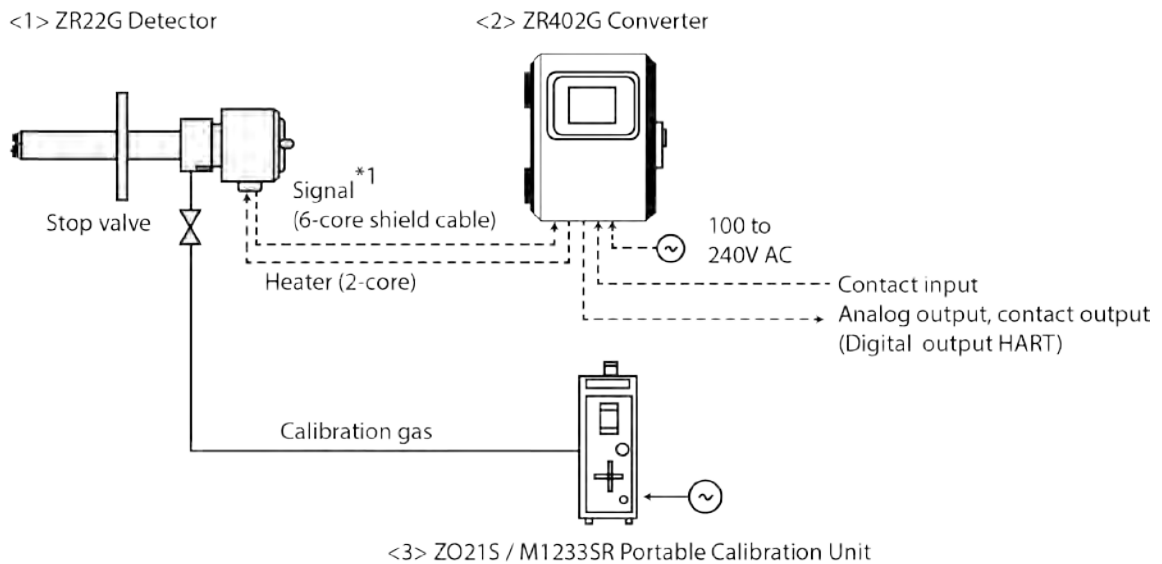 <1> ZR22G Detector
<2> ZR402G Converter
Stop valve
Signal*1
(6-core shield cable)
Heater (2-core)
100 to
240V AC
Contact input
Analog output, contact output
(Digital output HART)
Calibration gas
<3> ZO21S / M1233SR Portable Calibration Unit